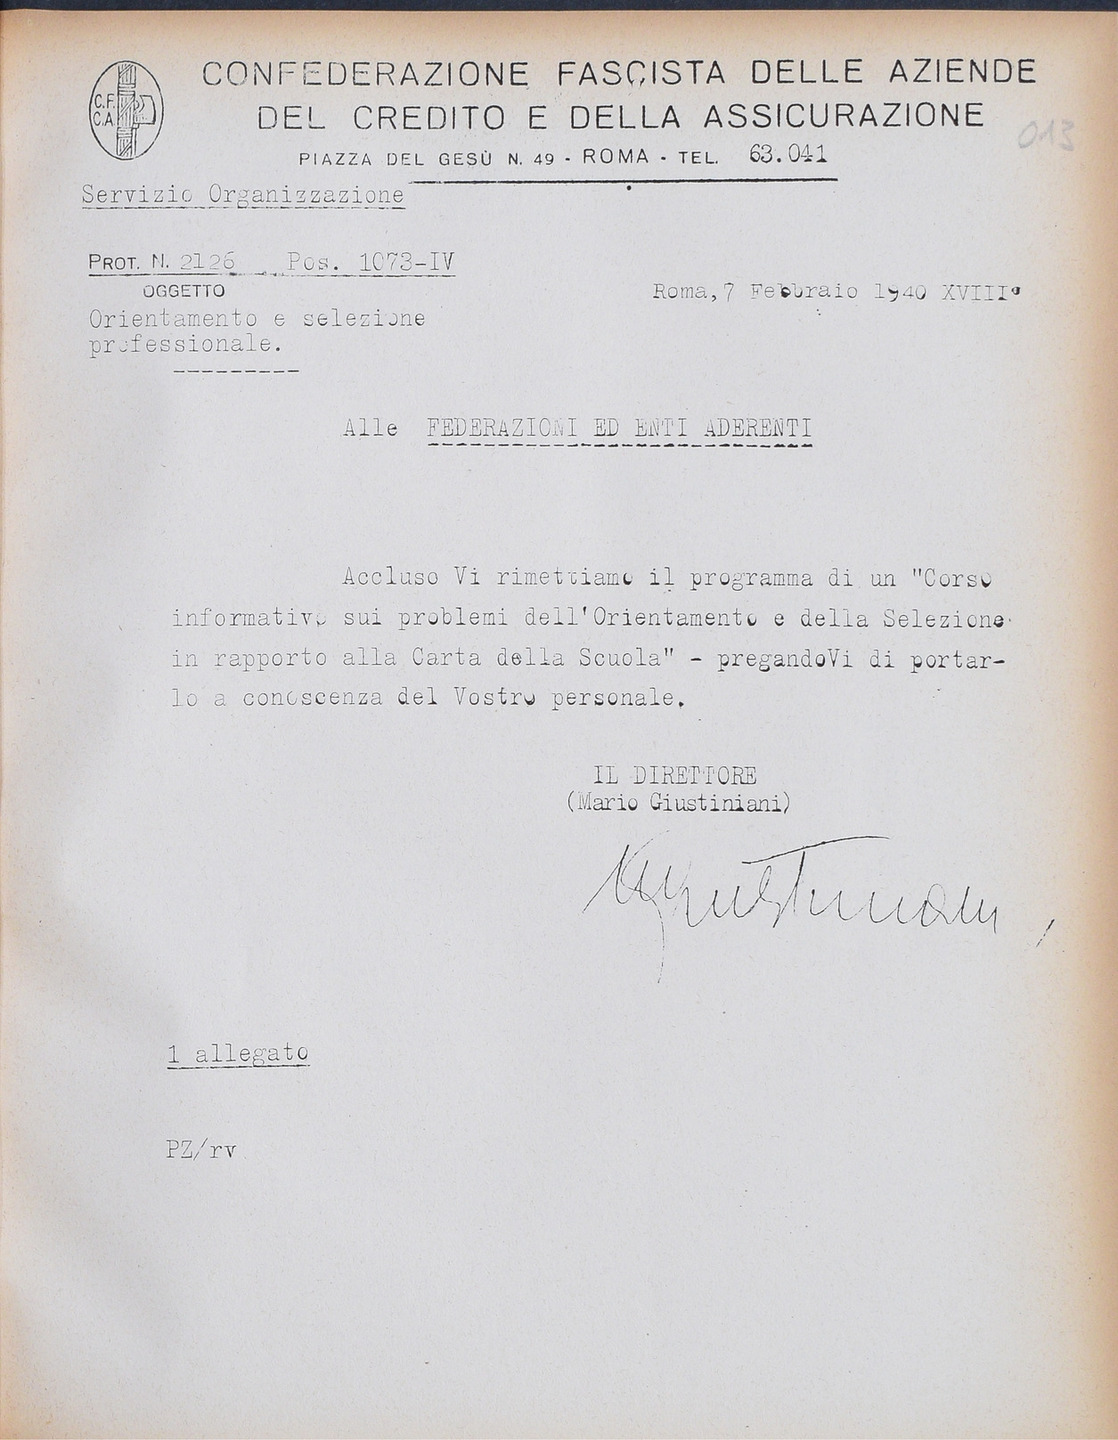 CONFEDERAZIONE FASCISTA DELLE AZIENDE
DEL CREDITO E DELLA ASSICURAZIONE
C.F.
C.A.
PIAZZA DEL GESÙ N. 49 - ROMA - TEL. 63.041
013
Servizio Organizzazione
PROT. N. 2126 Pos. 1073-IV
OGGETTO
Roma, 7 Febbraio 1940 XVIII°
Orientamento e selezione
professionale.
Alle FEDERAZIONI ED ENTI ADERENTI
Accluso Vi rimettiamo il programma di un "Corso
informativo sui problemi dell'Orientamento e della Selezione
in rapporto alla Carta della Scuola" - pregandoVi di portar-
lo a conoscenza del Vostro personale.
IL DIRETTORE
(Mario Giustiniani)
MGiustiniani
1 allegato
PZ/rv